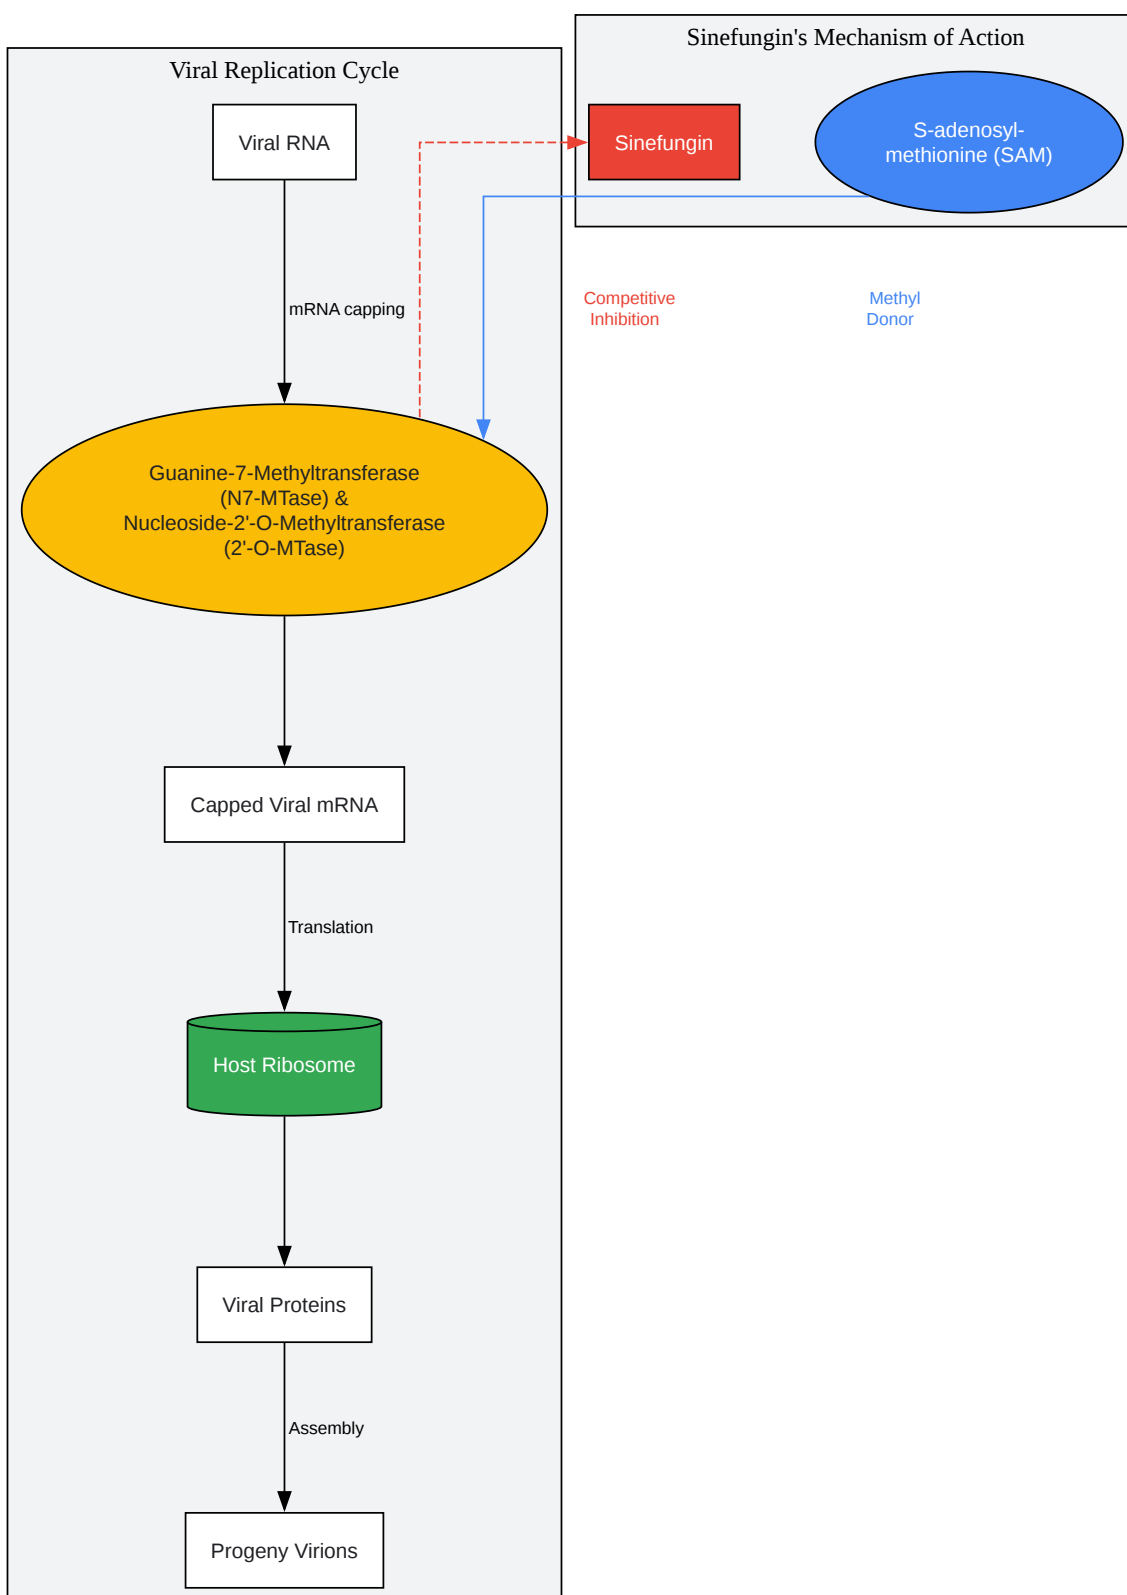 Sinefungin's Mechanism of Action
Viral Replication Cycle
Viral RNA
Sinefungin
S-adenosyl-
methionine (SAM)
mRNA capping
Competitive
Inhibition
Methyl
Donor
Guanine-7-Methyltransferase
(N7-MTase) &
Nucleoside-2'-O-Methyltransferase
(2'-O-MTase)
Capped Viral mRNA
Translation
Host Ribosome
Viral Proteins
Assembly
Progeny Virions